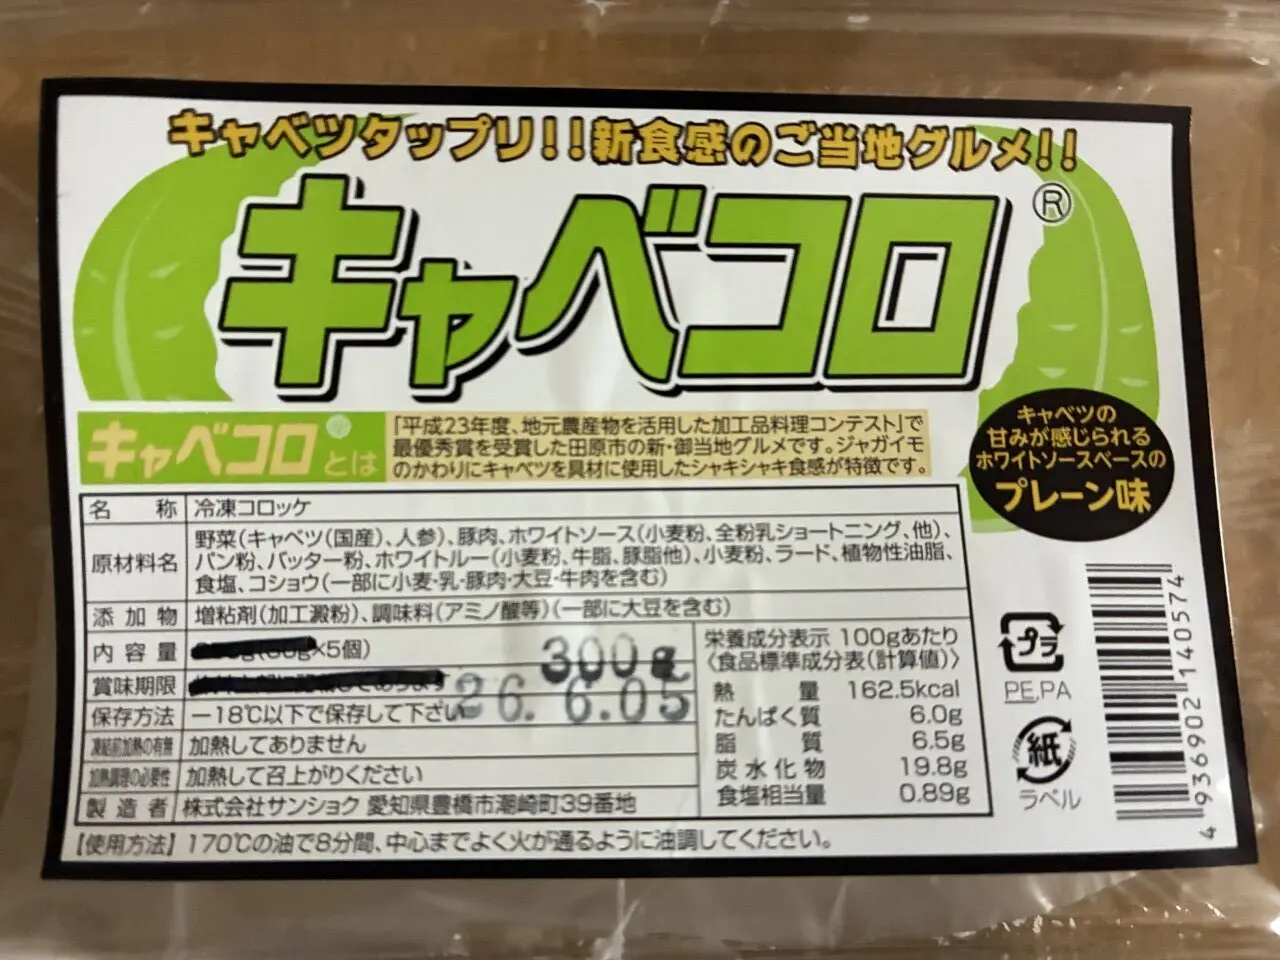 キャベツタップリ!!新食感のご当地グルメ!!
キャベコロ®
キャベコロとは
「平成23年度、地元農産物を活用した加工品料理コンテスト」で
最優秀賞を受賞した田原市の新・御当地グルメです。ジャガイモ
のかわりにキャベツを具材に使用したシャキシャキ食感が特徴です。
キャベツの
甘みが感じられる
ホワイトソースベースの
プレーン味
名称 冷凍コロッケ
原材料名 野菜(キャベツ(国産)、人参)、豚肉、ホワイトソース(小麦粉、全粉乳ショートニング、他)、
パン粉、バッター粉、ホワイトルー(小麦粉、牛脂、豚脂他)、小麦粉、ラード、植物性油脂、
食塩、コショウ(一部に小麦・乳・豚肉・大豆・牛肉を含む)
添加物 増粘剤(加工澱粉)、調味料(アミノ酸等)(一部に大豆を含む)
内容量 ×5個) 300g
賞味期限 26.6.05
保存方法 −18℃以下で保存して下さい
凍結前加熱の有無 加熱してありません
加熱調理の必要性 加熱して召上がりください
製造者 株式会社サンショク 愛知県豊橋市潮崎町39番地
栄養成分表示 100gあたり
〈食品標準成分表(計算値)〉
熱量 162.5kcal
たんぱく質 6.0g
脂質 6.5g
炭水化物 19.8g
食塩相当量 0.89g
プラ
PE,PA
紙
ラベル
4936902140574
【使用方法】170℃の油で8分間、中心までよく火が通るように油調してください。